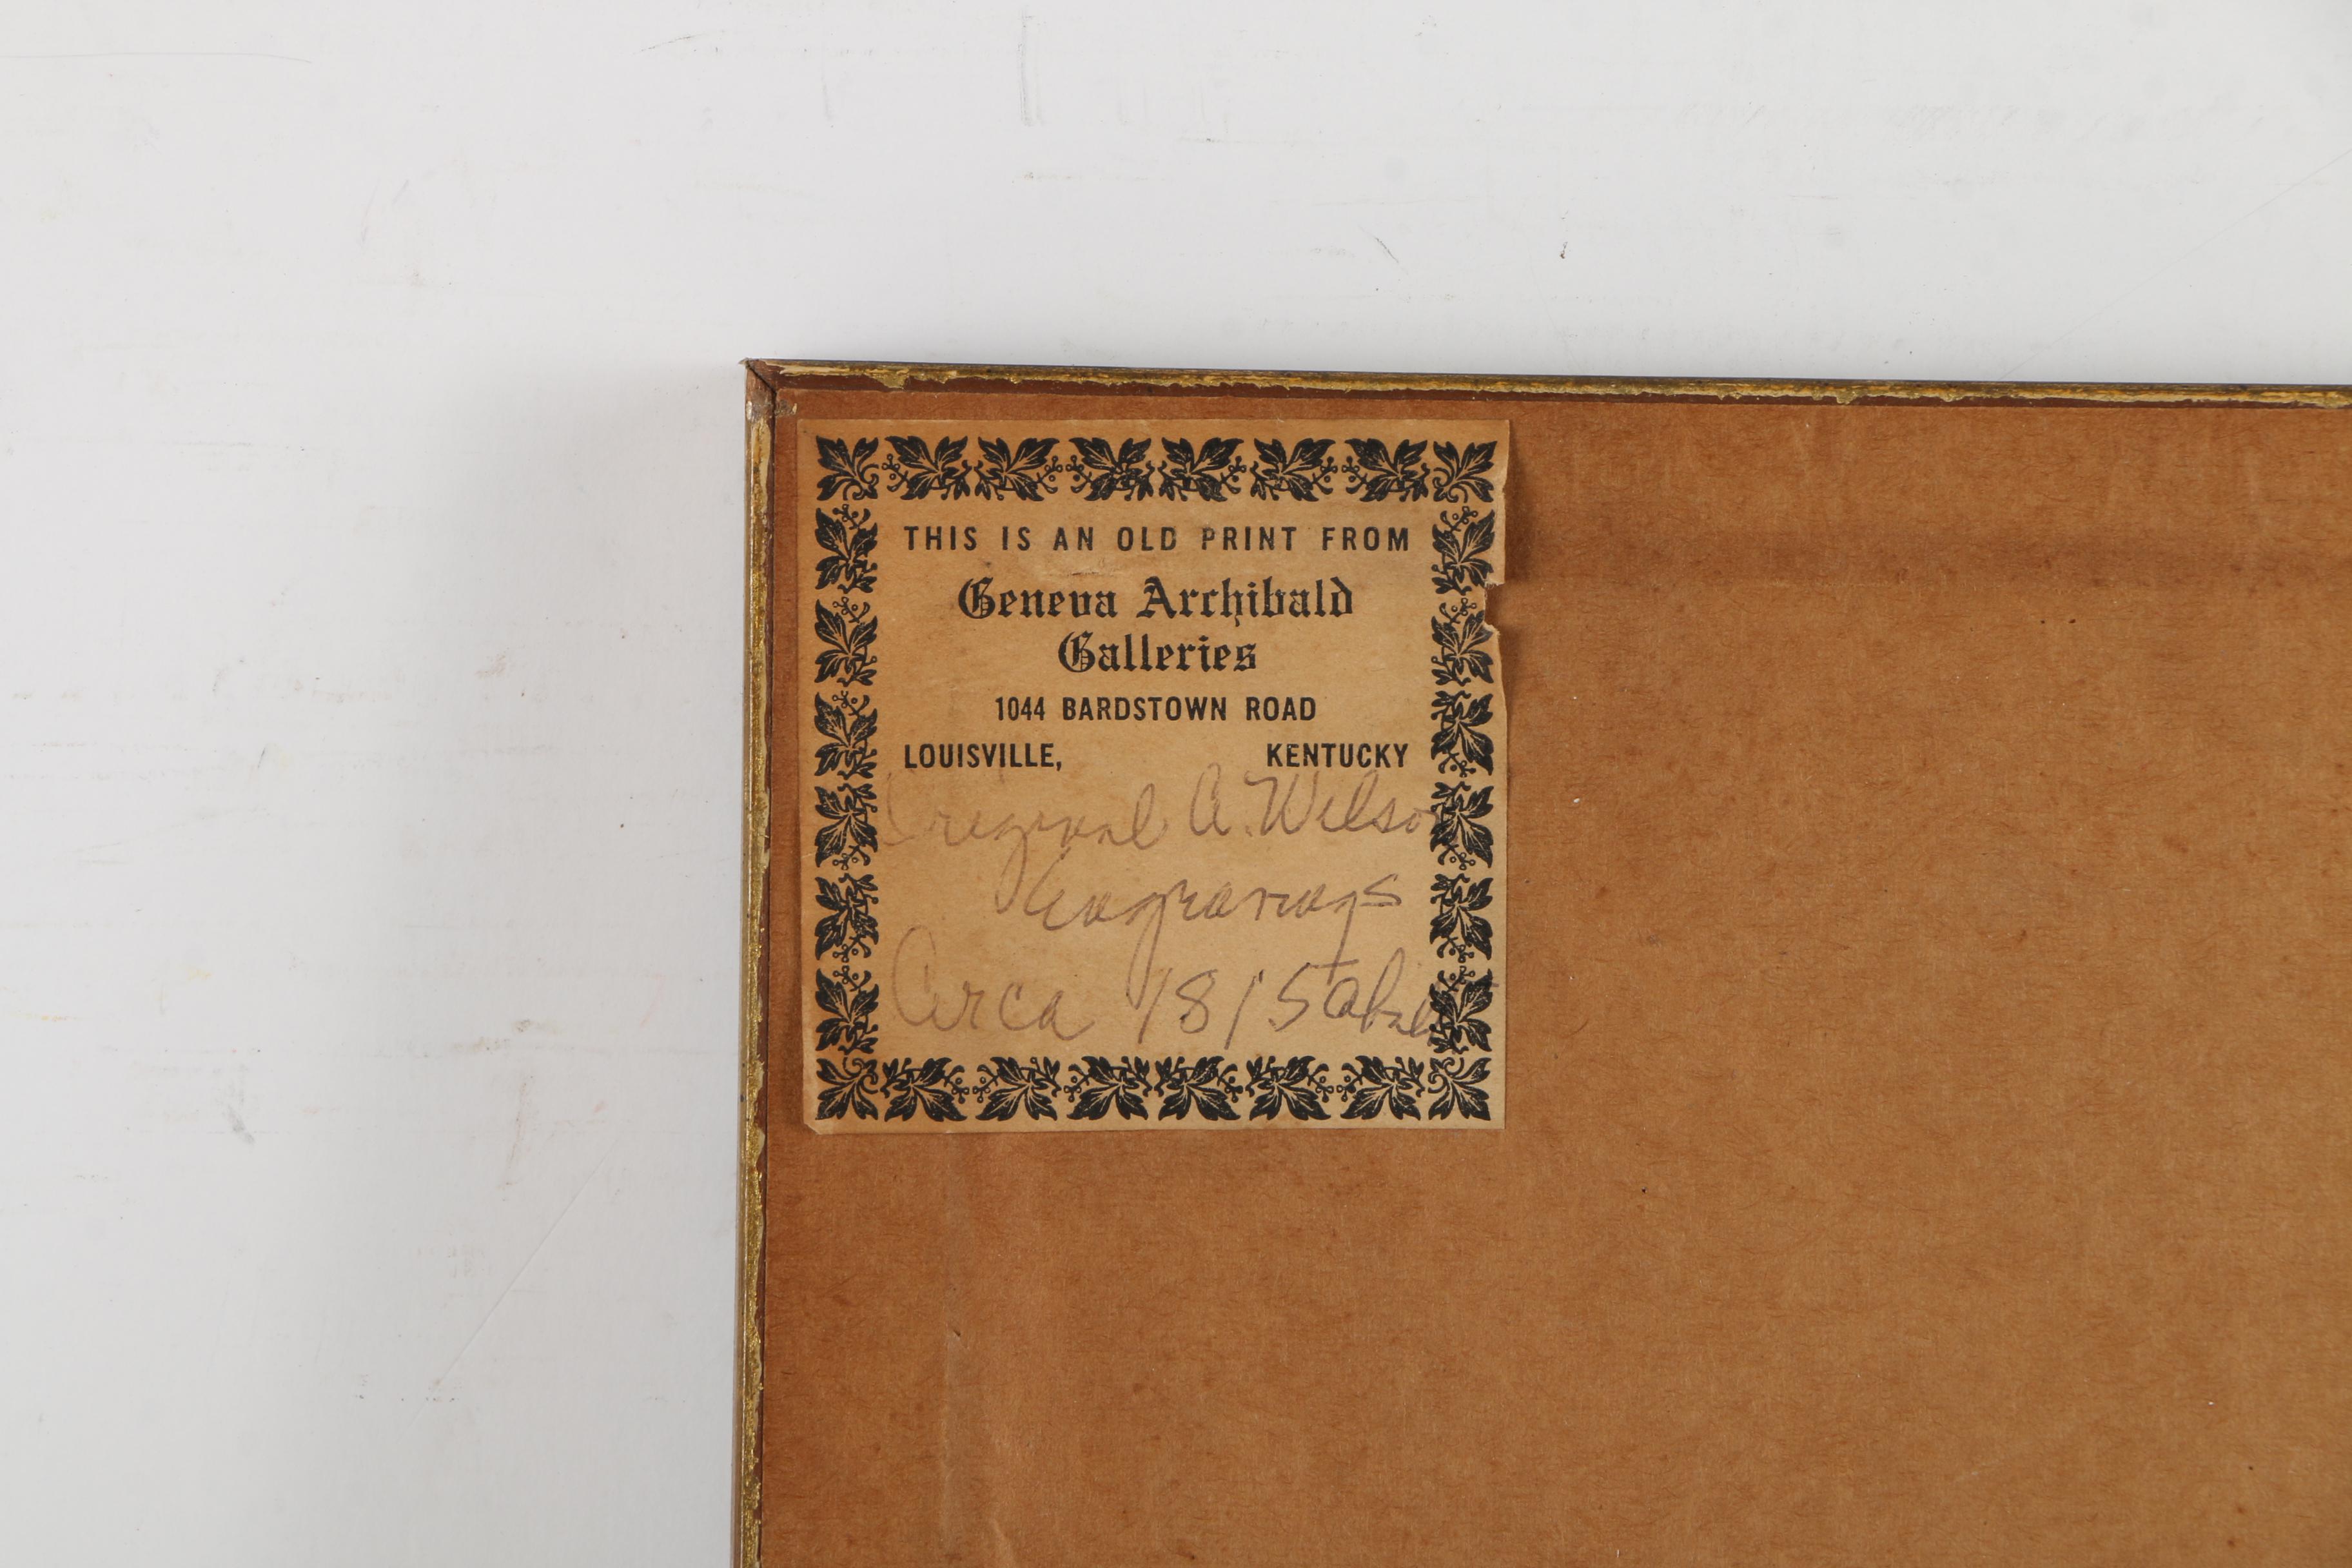 THIS IS AN OLD PRINT FROM
Geneva Archibald
Galleries
1044 BARDSTOWN ROAD
LOUISVILLE, KENTUCKY
Original A. Wilson
Engravings
Circa 1815